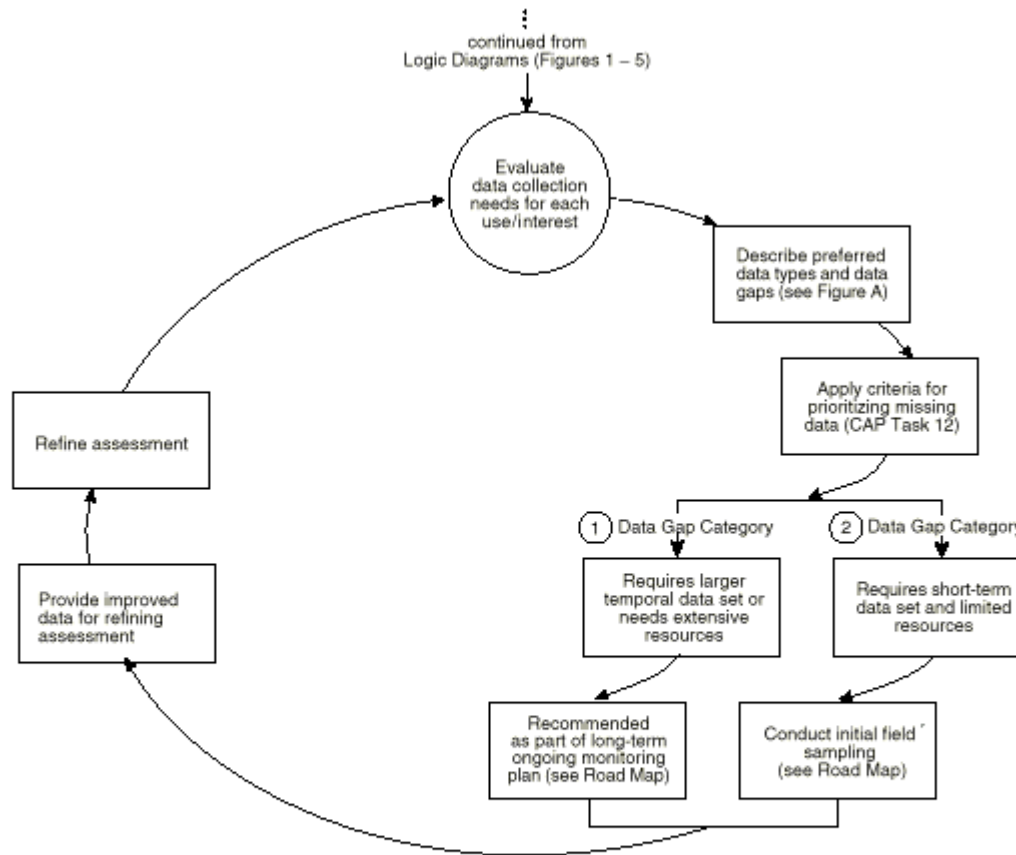 continued from
Logic Diagrams (Figures 1 – 5)
Evaluate
data collection
needs for each
use/interest
Describe preferred
data types and data
gaps (see Figure A)
Apply criteria for
prioritizing missing
data (CAP Task 12)
1 Data Gap Category
2 Data Gap Category
Requires larger
temporal data set or
needs extensive
resources
Requires short-term
data set and limited
resources
Recommended
as part of long-term
ongoing monitoring
plan (see Road Map)
Conduct initial field
sampling
(see Road Map)
Provide improved
data for refining
assessment
Refine assessment